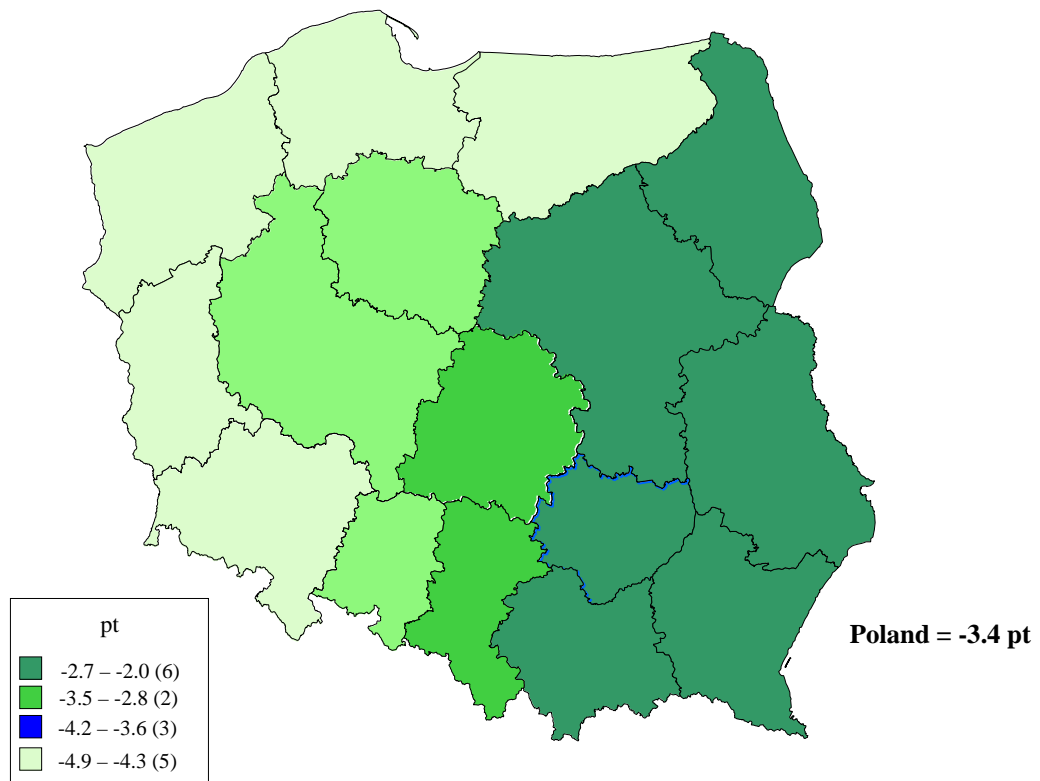 pt
-2.7 – -2.0 (6)
-3.5 – -2.8 (2)
-4.2 – -3.6 (3)
-4.9 – -4.3 (5)
Poland = -3.4 pt